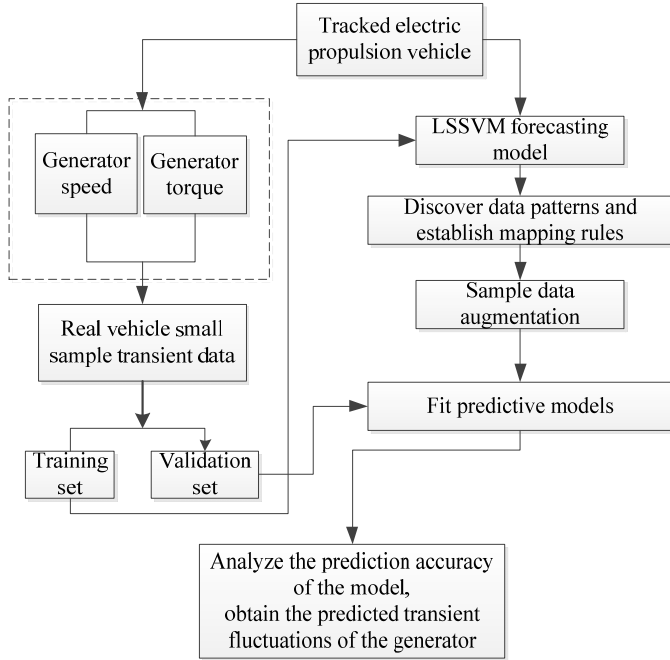 Tracked electric
propulsion vehicle
Generator
speed
Generator
torque
LSSVM forecasting
model
Discover data patterns and
establish mapping rules
Sample data
augmentation
Real vehicle small
sample transient data
Fit predictive models
Training
set
Validation
set
Analyze the prediction accuracy
of the model,
obtain the predicted transient
fluctuations of the generator